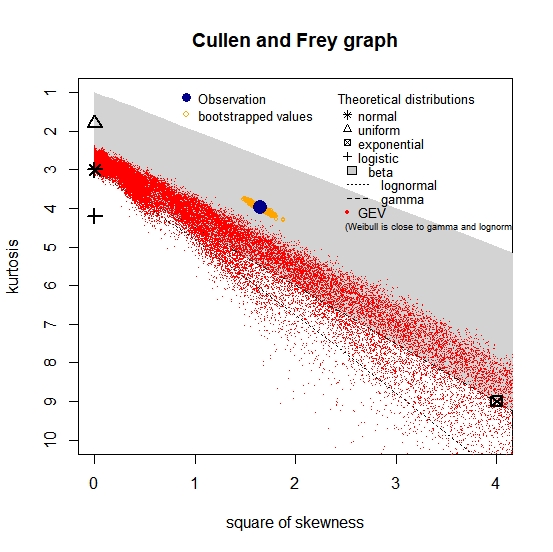 Cullen and Frey graph
Observation
bootstrapped values
Theoretical distributions
normal
uniform
exponential
logistic
beta
lognormal
gamma
GEV
(Weibull is close to gamma and lognorm
kurtosis
1
2
3
4
5
6
7
8
9
10
0
1
2
3
4
square of skewness